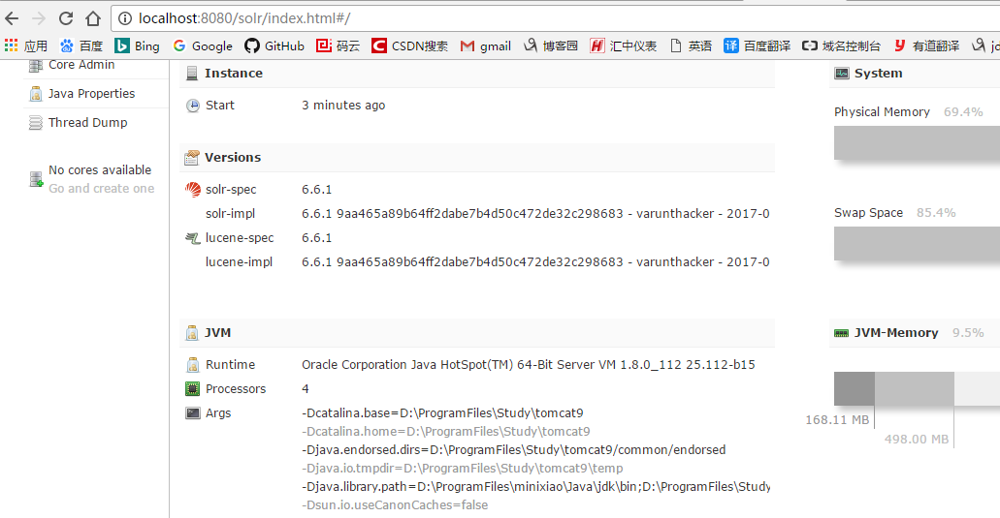 localhost:8080/solr/index.html#/
应用 百度 Bing Google GitHub 码云 CSDN搜索 gmail 博客园 汇中仪表 英语 百度翻译 域名控制台 有道翻译 jd
Core Admin
Java Properties
Thread Dump
No cores available
Go and create one
Instance
Start 3 minutes ago
Versions
solr-spec 6.6.1
solr-impl 6.6.1 9aa465a89b64ff2dabe7b4d50c472de32c298683 - varunthacker - 2017-0
lucene-spec 6.6.1
lucene-impl 6.6.1 9aa465a89b64ff2dabe7b4d50c472de32c298683 - varunthacker - 2017-0
JVM
Runtime Oracle Corporation Java HotSpot(TM) 64-Bit Server VM 1.8.0_112 25.112-b15
Processors 4
Args -Dcatalina.base=D:\ProgramFiles\Study\tomcat9
-Dcatalina.home=D:\ProgramFiles\Study\tomcat9
-Djava.endorsed.dirs=D:\ProgramFiles\Study\tomcat9/common/endorsed
-Djava.io.tmpdir=D:\ProgramFiles\Study\tomcat9\temp
-Djava.library.path=D:\ProgramFiles\minixiao\Java\jdk\bin;D:\ProgramFiles\Study
-Dsun.io.useCanonCaches=false
System
Physical Memory 69.4%
Swap Space 85.4%
JVM-Memory 9.5%
168.11 MB
498.00 MB